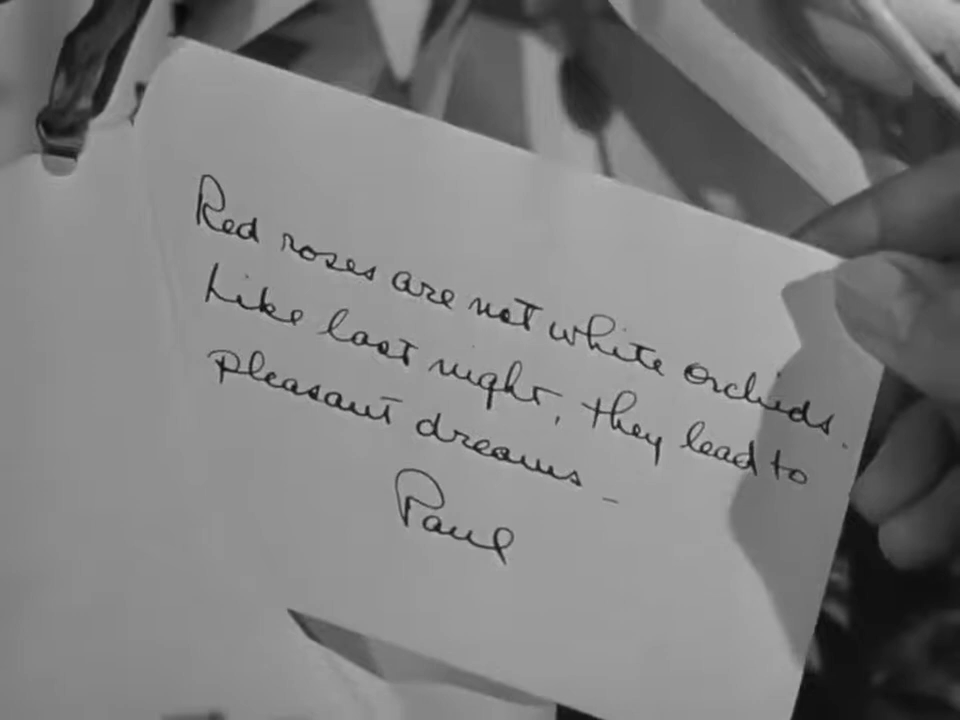 Red roses are not white orchids.
Like last night, they lead to
pleasant dreams -
Paul